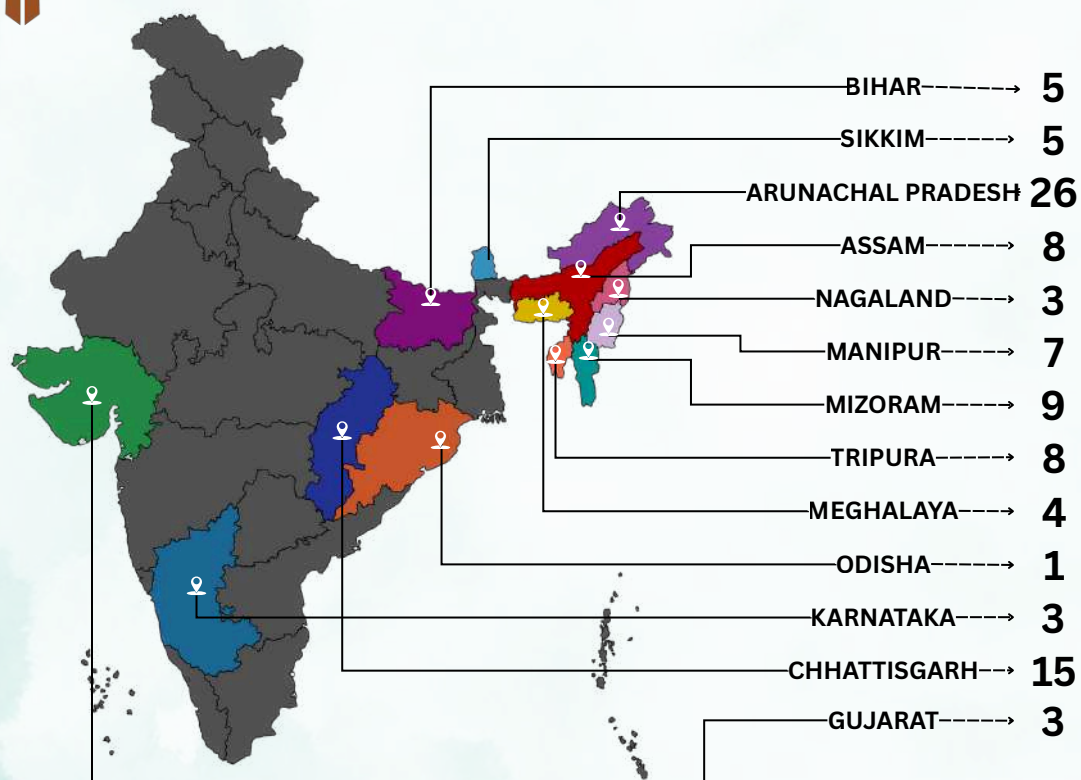 BIHAR 5
SIKKIM 5
ARUNACHAL PRADESH 26
ASSAM 8
NAGALAND 3
MANIPUR 7
MIZORAM 9
TRIPURA 8
MEGHALAYA 4
ODISHA 1
KARNATAKA 3
CHHATTISGARH 15
GUJARAT 3